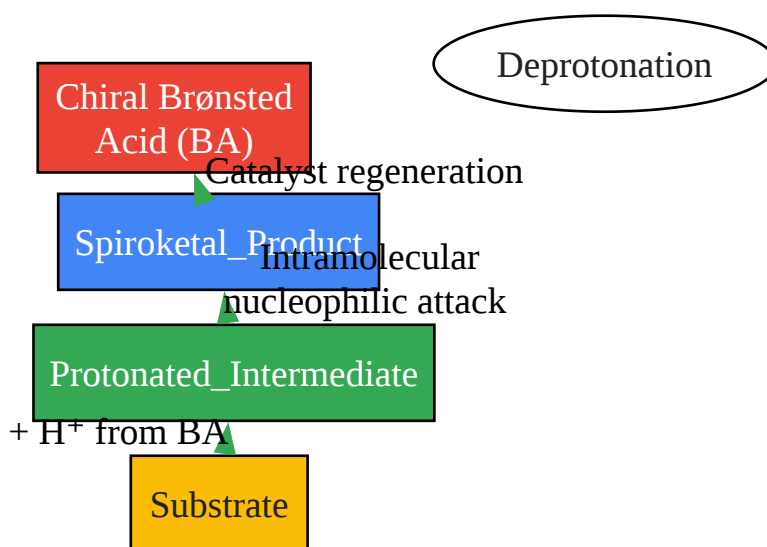 Deprotonation
Chiral Brønsted
Acid (BA)
Catalyst regeneration
Spiroketal_Product
Intramolecular
nucleophilic attack
Protonated_Intermediate
+ H⁺ from BA
Substrate